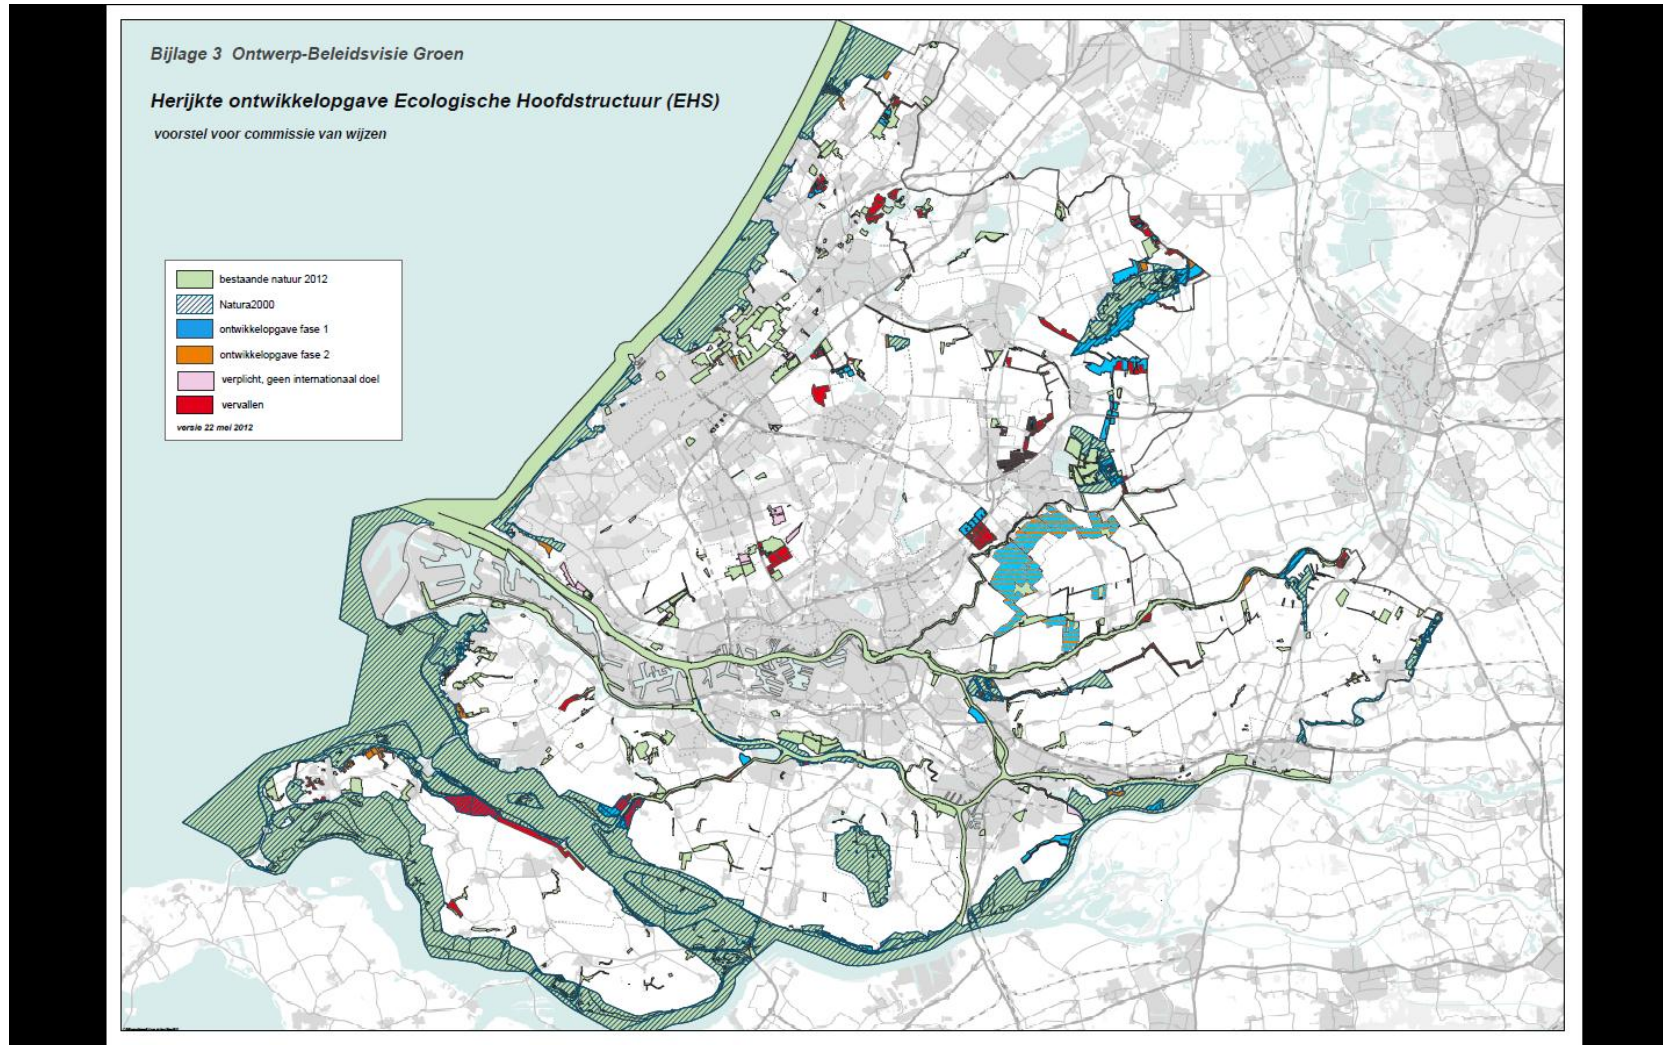 Bijlage 3 Ontwerp-Beleidsvisie Groen
Herijkte ontwikkelopgave Ecologische Hoofdstructuur (EHS)
voorstel voor commissie van wijzen
bestaande natuur 2012
Natura2000
ontwikkelopgave fase 1
ontwikkelopgave fase 2
verplicht, geen internationaal doel
vervallen
versie 22 mei 2012